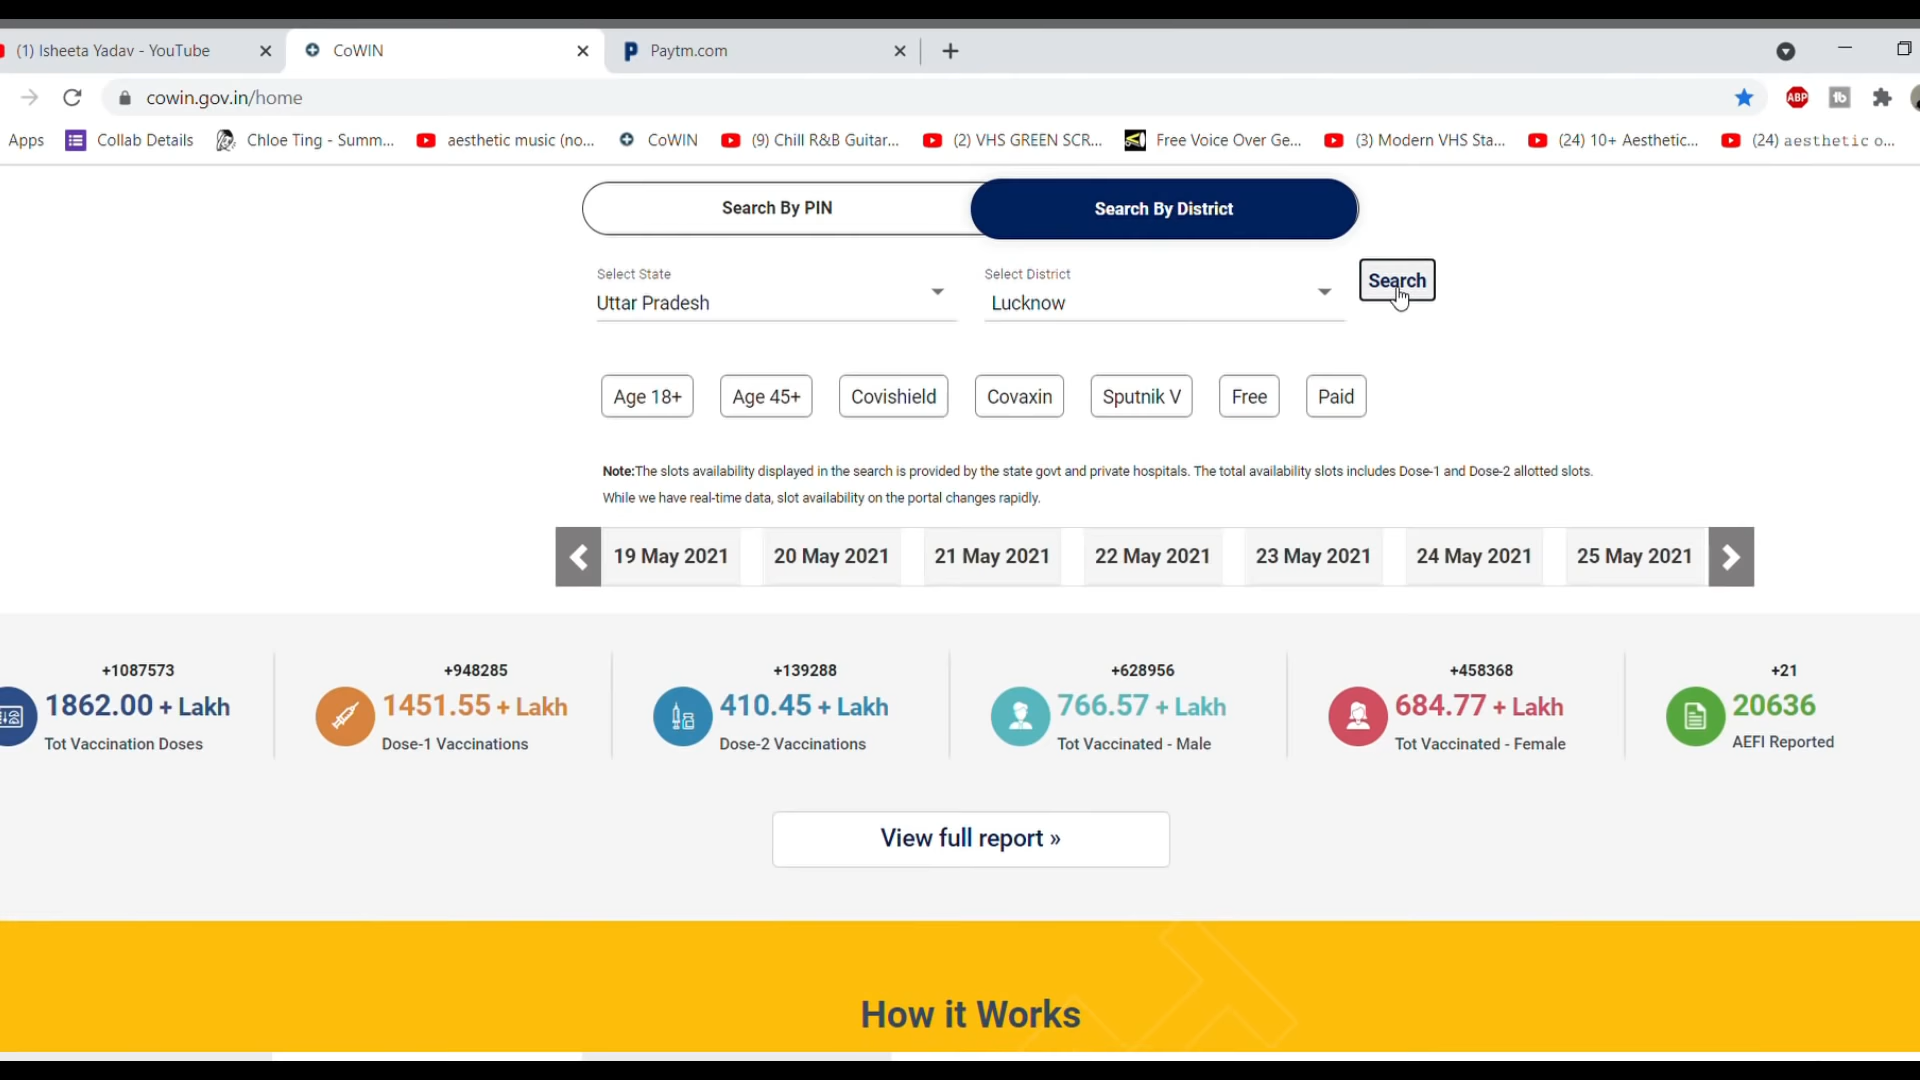 (1) Isheeta Yadav - YouTube
CoWIN
Paytm.com
cowin.gov.in/home
ABP
Apps
Collab Details
Chloe Ting - Summ...
aesthetic music (no...
CoWIN
(9) Chill R&B Guitar...
(2) VHS GREEN SCR...
Free Voice Over Ge...
(3) Modern VHS Sta...
(24) 10+ Aesthetic...
(24) aesthetic o...
Search By PIN
Search By District
Select State
Uttar Pradesh
Select District
Lucknow
Search
Age 18+
Age 45+
Covishield
Covaxin
Sputnik V
Free
Paid
Note:The slots availability displayed in the search is provided by the state govt and private hospitals. The total availability slots includes Dose-1 and Dose-2 allotted slots.
While we have real-time data, slot availability on the portal changes rapidly.
19 May 2021
20 May 2021
21 May 2021
22 May 2021
23 May 2021
24 May 2021
25 May 2021
+1087573
1862.00 + Lakh
Tot Vaccination Doses
+948285
1451.55 + Lakh
Dose-1 Vaccinations
+139288
410.45 + Lakh
Dose-2 Vaccinations
+628956
766.57 + Lakh
Tot Vaccinated - Male
+458368
684.77 + Lakh
Tot Vaccinated - Female
+21
20636
AEFI Reported
View full report »
How it Works